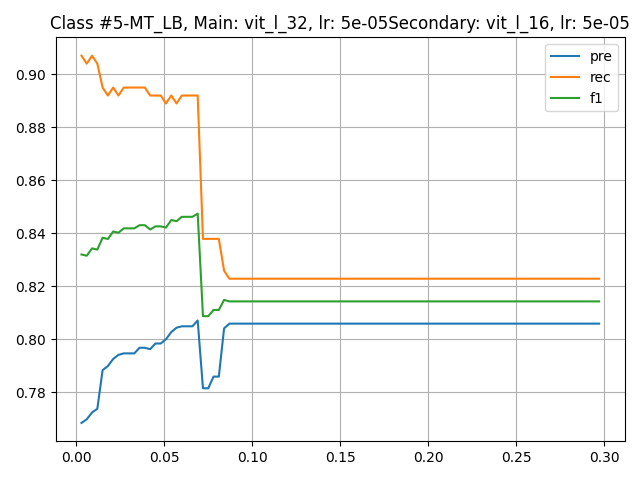 Class #5-MT_LB, Main: vit_l_32, lr: 5e-05Secondary: vit_l_16, lr: 5e-05
pre
rec
f1
0.90
0.88
0.86
0.84
0.82
0.80
0.78
0.00 0.05 0.10 0.15 0.20 0.25 0.30